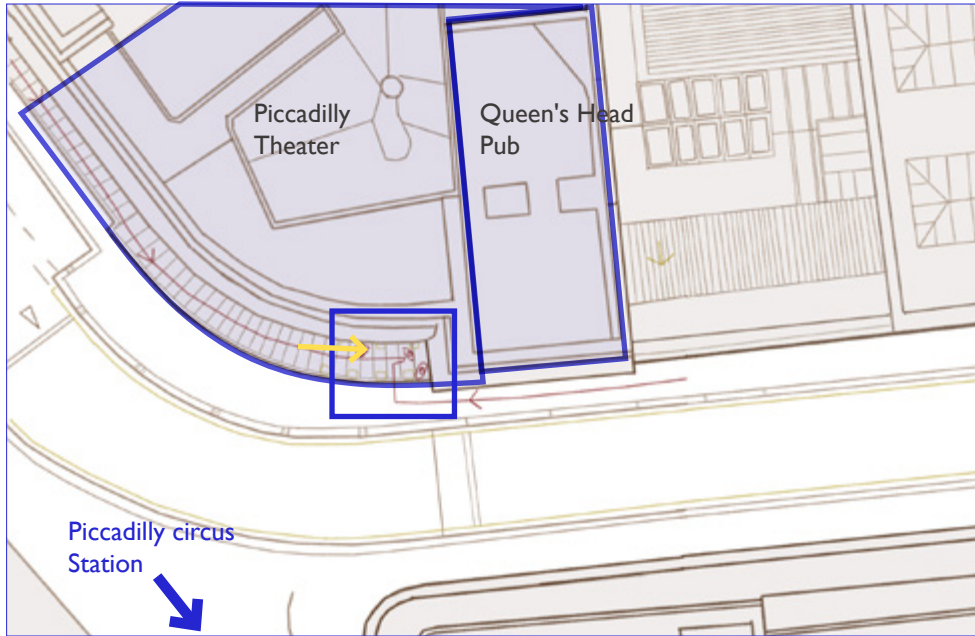 Piccadilly
Theater
Queen's Head
Pub
Piccadilly circus
Station